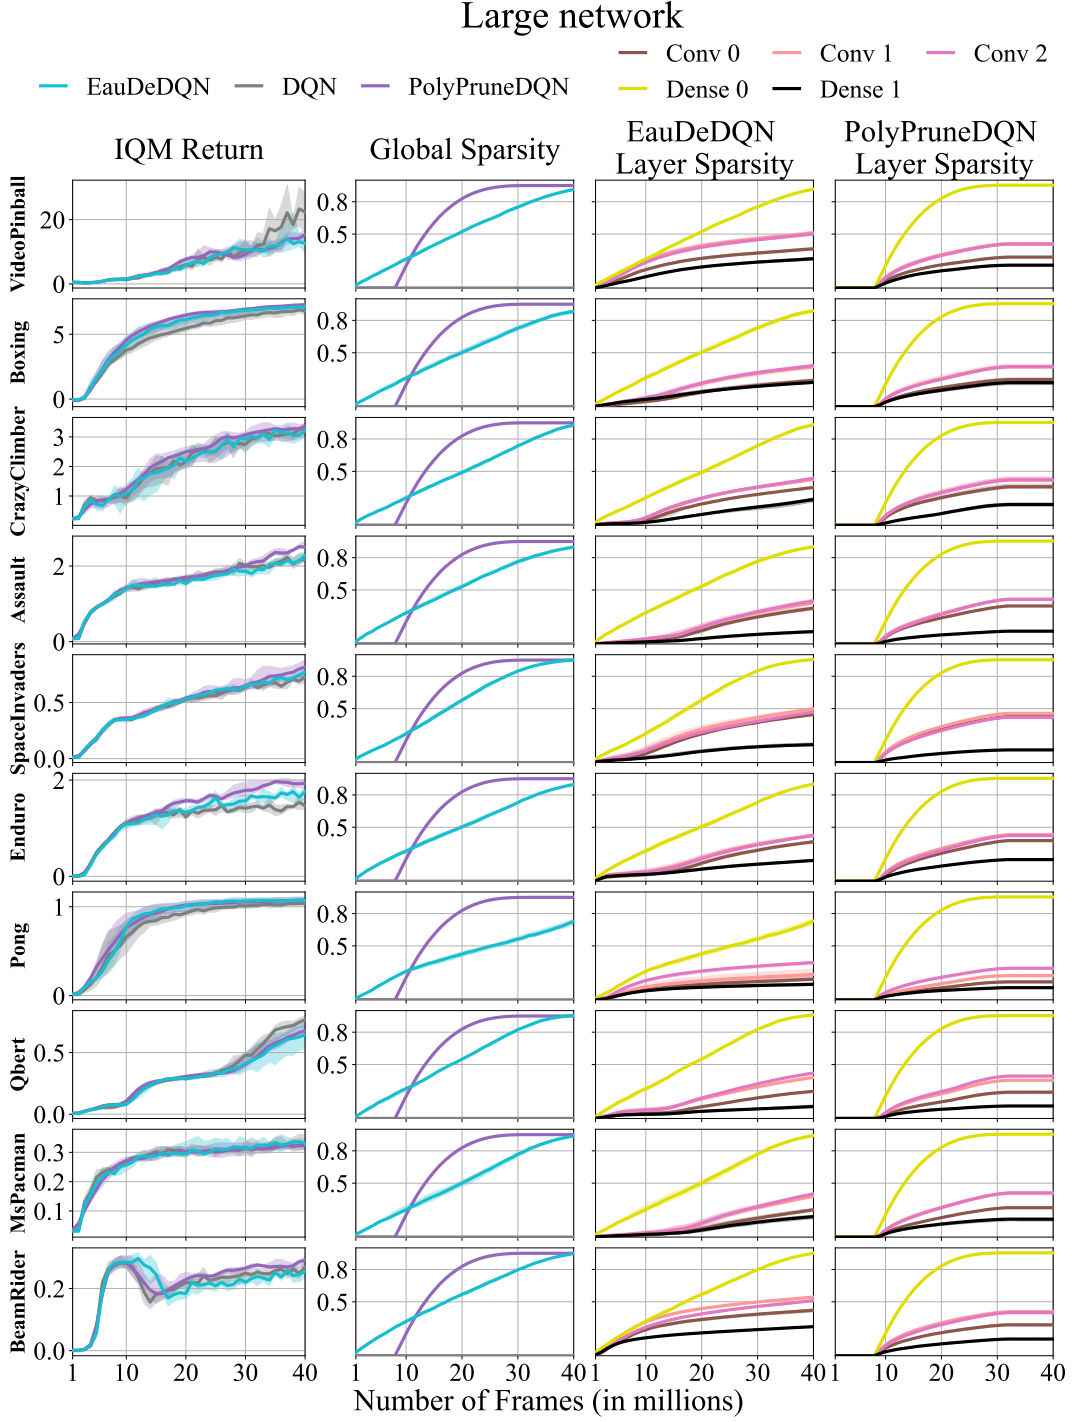 Large network
EauDeDQN DQN PolyPruneDQN
Conv 0 Conv 1 Conv 2
Dense 0 Dense 1
IQM Return
Global Sparsity
EauDeDQN
Layer Sparsity
PolyPruneDQN
Layer Sparsity
VideoPinball
20
0
0.8
0.5
Boxing
5
0
0.8
0.5
CrazyClimber
3
2
1
0.8
0.5
Assault
2
0
0.8
0.5
SpaceInvaders
0.5
0.0
0.8
0.5
Enduro
2
1
0
0.8
0.5
Pong
1
0
0.8
0.5
Qbert
0.5
0.0
0.8
0.5
MsPacman
0.3
0.2
0.1
0.8
0.5
BeamRider
0.2
0.0
0.8
0.5
1 10 20 30 40
1 10 20 30 40
1 10 20 30 40
1 10 20 30 40
Number of Frames (in millions)